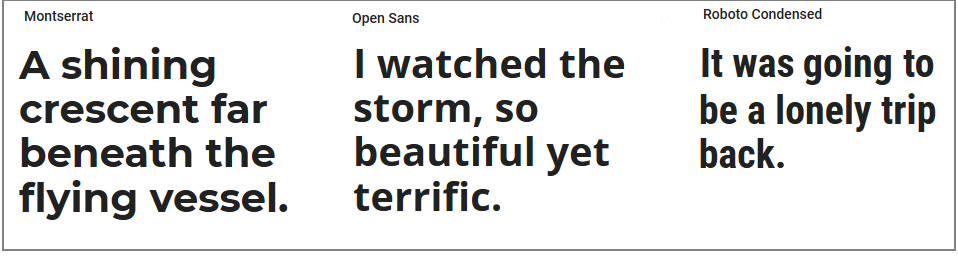 Montserrat
A shining
crescent far
beneath the
flying vessel.
Open Sans
I watched the
storm, so
beautiful yet
terrific.
Roboto Condensed
It was going to
be a lonely trip
back.